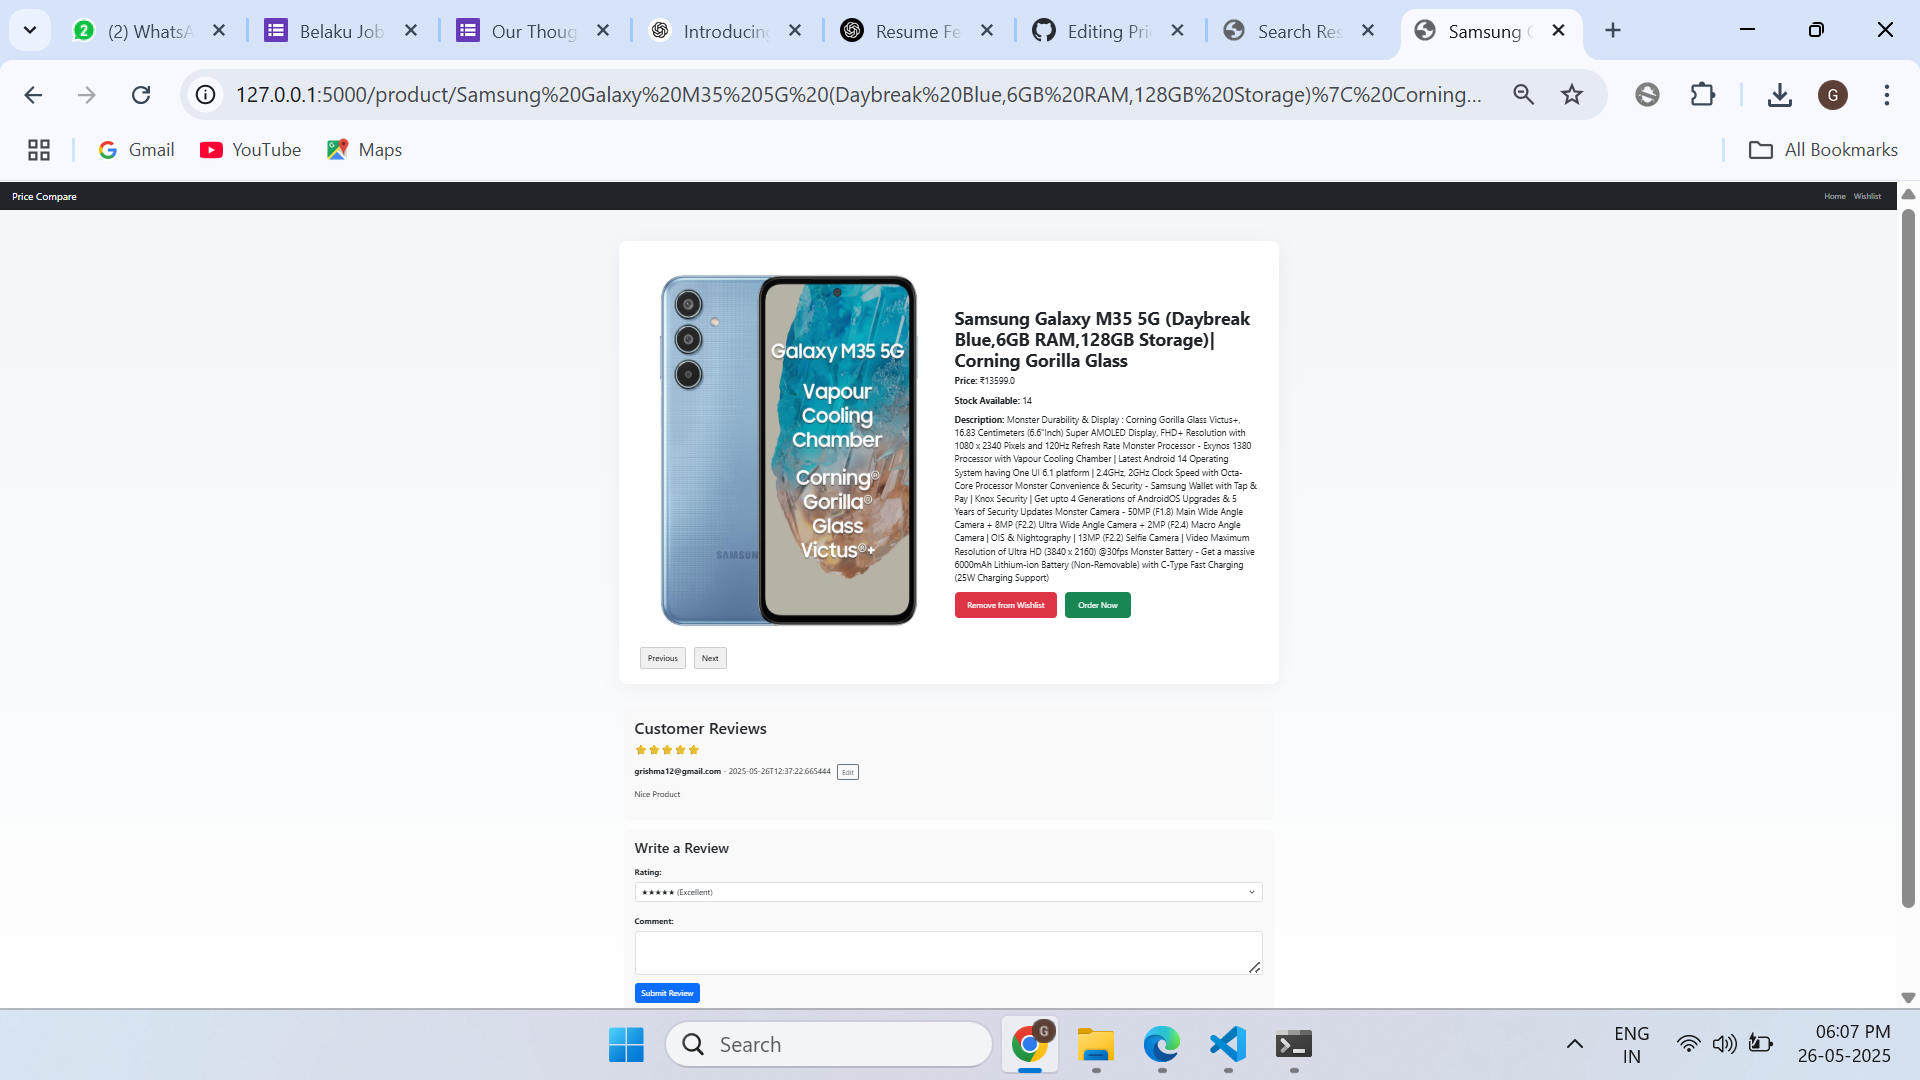 2 (2) WhatsA
Belaku Job
Our Thoug
Introducing
Resume Fe
Editing Pri
Search Res
Samsung G
127.0.0.1:5000/product/Samsung%20Galaxy%20M35%205G%20(Daybreak%20Blue,6GB%20RAM,128GB%20Storage)%7C%20Corning...
G
Gmail
YouTube
Maps
All Bookmarks
Price Compare
Home
Wishlist
Galaxy M35 5G
Vapour
Cooling
Chamber
Corning®
Gorilla®
Glass
Victus®+
SAMSUN
Samsung Galaxy M35 5G (Daybreak
Blue,6GB RAM,128GB Storage)|
Corning Gorilla Glass
Price: ₹13599.0
Stock Available: 14
Description: Monster Durability & Display : Corning Gorilla Glass Victus+,
16.83 Centimeters (6.6"Inch) Super AMOLED Display, FHD+ Resolution with
1080 x 2340 Pixels and 120Hz Refresh Rate Monster Processor - Exynos 1380
Processor with Vapour Cooling Chamber | Latest Android 14 Operating
System having One UI 6.1 platform | 2.4GHz, 2GHz Clock Speed with Octa-
Core Processor Monster Convenience & Security - Samsung Wallet with Tap &
Pay | Knox Security | Get upto 4 Generations of AndroidOS Upgrades & 5
Years of Security Updates Monster Camera - 50MP (F1.8) Main Wide Angle
Camera + 8MP (F2.2) Ultra Wide Angle Camera + 2MP (F2.4) Macro Angle
Camera | OIS & Nightography | 13MP (F2.2) Selfie Camera | Video Maximum
Resolution of Ultra HD (3840 x 2160) @30fps Monster Battery - Get a massive
6000mAh Lithium-ion Battery (Non-Removable) with C-Type Fast Charging
(25W Charging Support)
Remove from Wishlist
Order Now
Previous
Next
Customer Reviews
grishma12@gmail.com - 2025-05-26T12:37:22.665444 Edit
Nice Product
Write a Review
Rating:
★★★★★ (Excellent)
Comment:
Submit Review
Search
G
ENG
IN
06:07 PM
26-05-2025